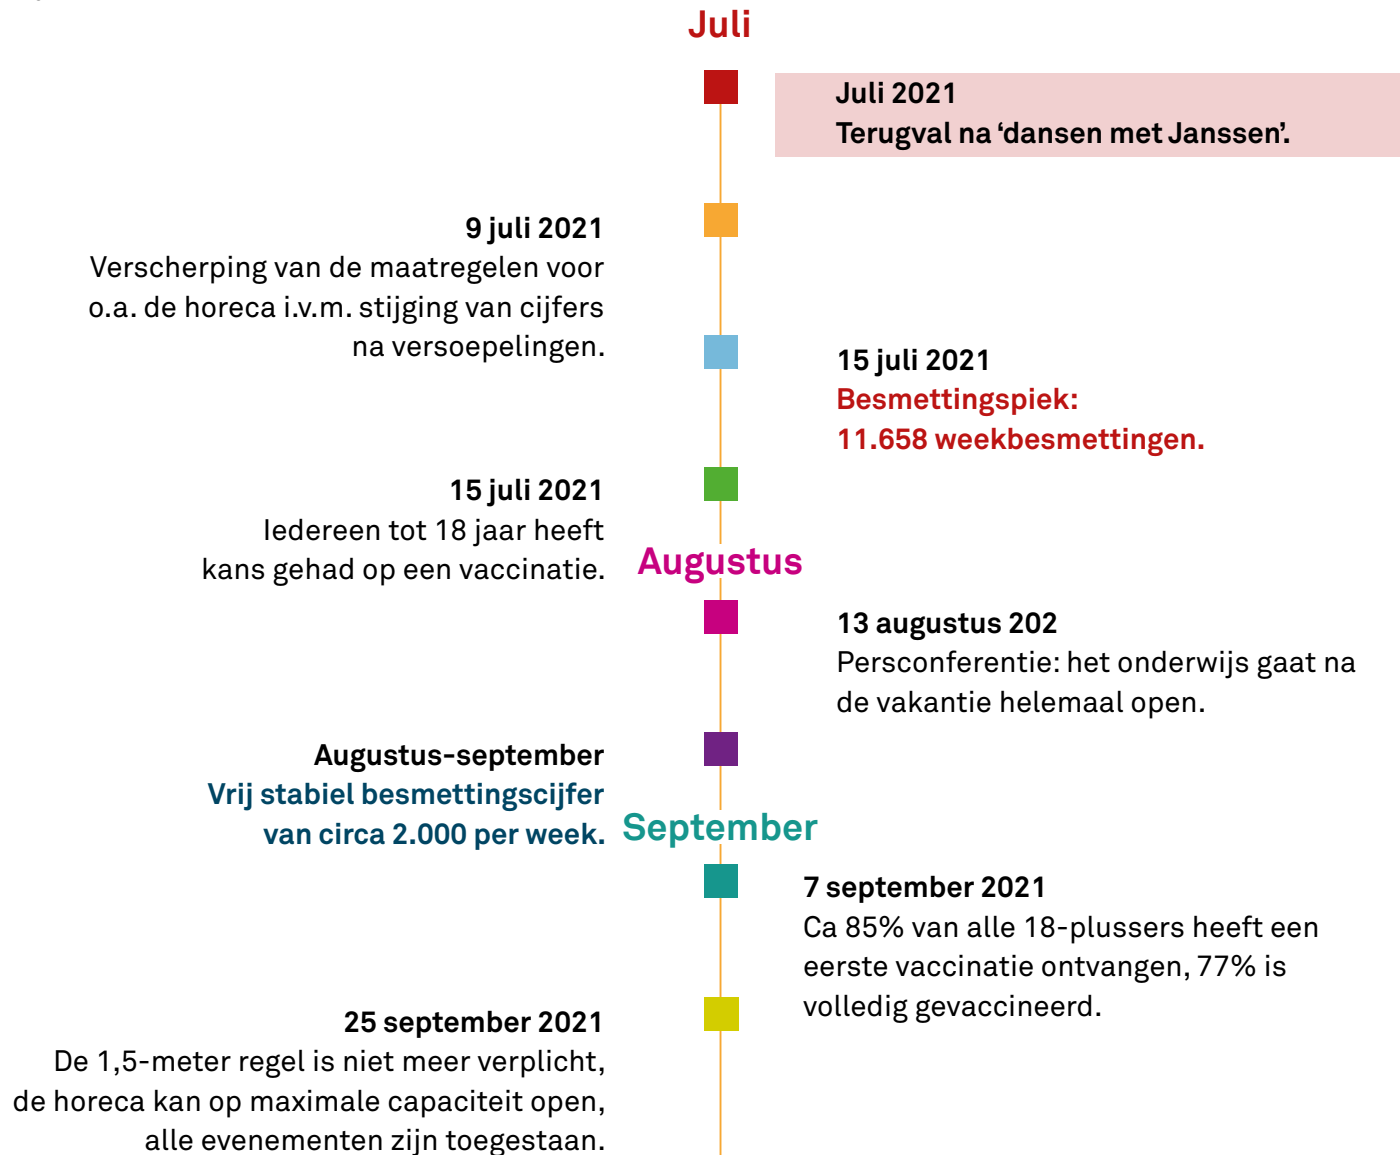 Juli
Juli 2021
Terugval na ‘dansen met Janssen’.
9 juli 2021
Verscherping van de maatregelen voor
o.a. de horeca i.v.m. stijging van cijfers
na versoepelingen.
15 juli 2021
Besmettingspiek:
11.658 weekbesmettingen.
15 juli 2021
Iedereen tot 18 jaar heeft
kans gehad op een vaccinatie.
Augustus
13 augustus 202
Persconferentie: het onderwijs gaat na
de vakantie helemaal open.
Augustus-september
Vrij stabiel besmettingscijfer
van circa 2.000 per week.
September
7 september 2021
Ca 85% van alle 18-plussers heeft een
eerste vaccinatie ontvangen, 77% is
volledig gevaccineerd.
25 september 2021
De 1,5-meter regel is niet meer verplicht,
de horeca kan op maximale capaciteit open,
alle evenementen zijn toegestaan.